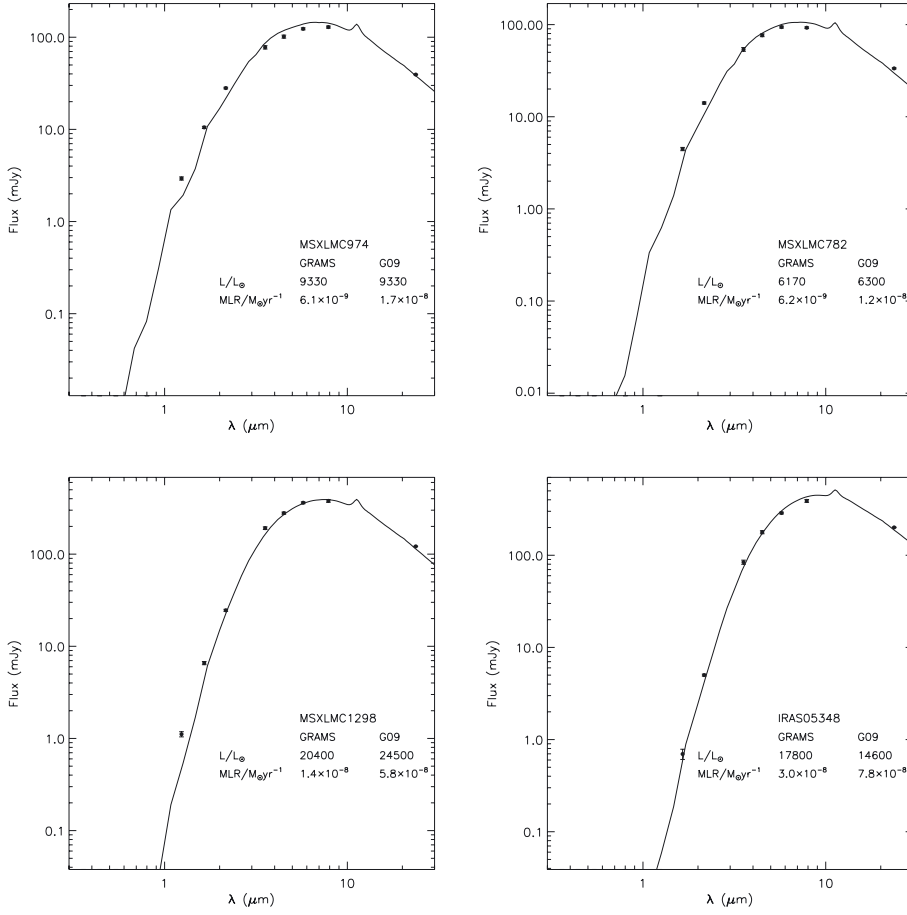 100.0
10.0
1.0
0.1
Flux (mJy)
MSXLMC974
GRAMS G09
L/L⊙ 9330 9330
MLR/M⊙yr⁻¹ 6.1×10⁻⁹ 1.7×10⁻⁸
1 10
λ (μm)
100.00
10.00
1.00
0.10
0.01
Flux (mJy)
MSXLMC782
GRAMS G09
L/L⊙ 6170 6300
MLR/M⊙yr⁻¹ 6.2×10⁻⁹ 1.2×10⁻⁸
1 10
λ (μm)
100.0
10.0
1.0
0.1
Flux (mJy)
MSXLMC1298
GRAMS G09
L/L⊙ 20400 24500
MLR/M⊙yr⁻¹ 1.4×10⁻⁸ 5.8×10⁻⁸
1 10
λ (μm)
100.0
10.0
1.0
0.1
Flux (mJy)
IRAS05348
GRAMS G09
L/L⊙ 17800 14600
MLR/M⊙yr⁻¹ 3.0×10⁻⁸ 7.8×10⁻⁸
1 10
λ (μm)